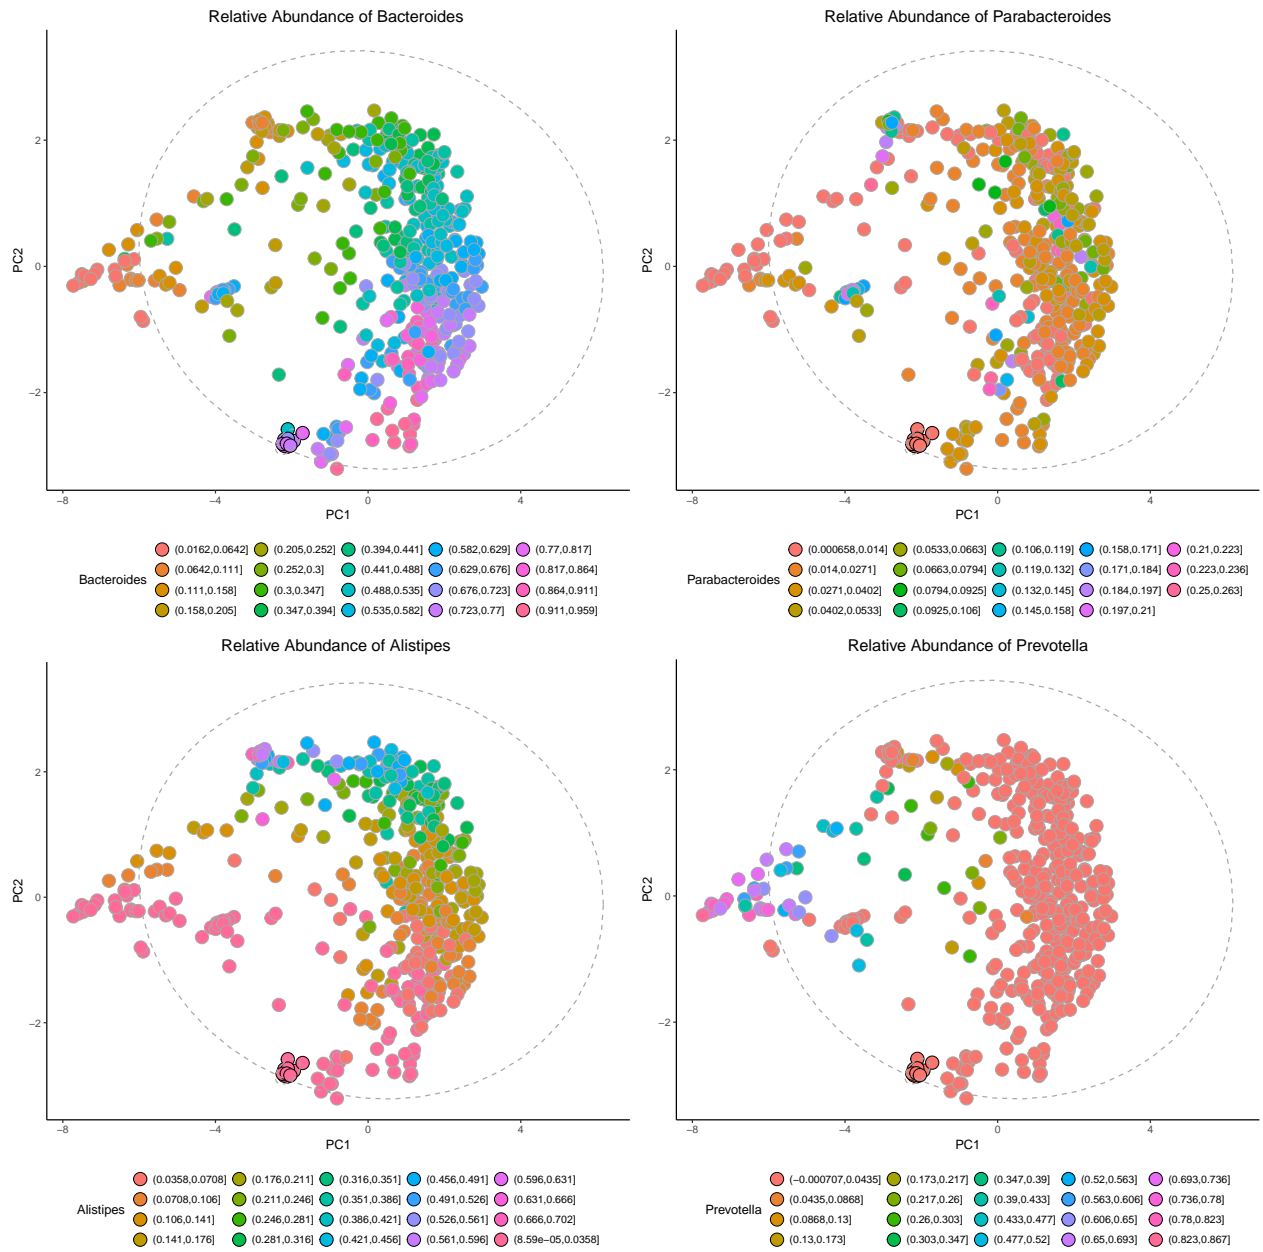 Relative Abundance of Bacteroides
PC2
2
0
−2
−8
−4
0
4
PC1
Bacteroides
(0.0162,0.0642] (0.205,0.252] (0.394,0.441] (0.582,0.629] (0.77,0.817]
(0.0642,0.111] (0.252,0.3] (0.441,0.488] (0.629,0.676] (0.817,0.864]
(0.111,0.158] (0.3,0.347] (0.488,0.535] (0.676,0.723] (0.864,0.911]
(0.158,0.205] (0.347,0.394] (0.535,0.582] (0.723,0.77] (0.911,0.959]
Relative Abundance of Parabacteroides
PC2
2
0
−2
−8
−4
0
4
PC1
Parabacteroides
(0.000658,0.014] (0.0533,0.0663] (0.106,0.119] (0.158,0.171] (0.21,0.223]
(0.014,0.0271] (0.0663,0.0794] (0.119,0.132] (0.171,0.184] (0.223,0.236]
(0.0271,0.0402] (0.0794,0.0925] (0.132,0.145] (0.184,0.197] (0.25,0.263]
(0.0402,0.0533] (0.0925,0.106] (0.145,0.158] (0.197,0.21]
Relative Abundance of Alistipes
PC2
2
0
−2
−8
−4
0
4
PC1
Alistipes
(0.0358,0.0708] (0.176,0.211] (0.316,0.351] (0.456,0.491] (0.596,0.631]
(0.0708,0.106] (0.211,0.246] (0.351,0.386] (0.491,0.526] (0.631,0.666]
(0.106,0.141] (0.246,0.281] (0.386,0.421] (0.526,0.561] (0.666,0.702]
(0.141,0.176] (0.281,0.316] (0.421,0.456] (0.561,0.596] (8.59e−05,0.0358]
Relative Abundance of Prevotella
PC2
2
0
−2
−8
−4
0
4
PC1
Prevotella
(−0.000707,0.0435] (0.173,0.217] (0.347,0.39] (0.52,0.563] (0.693,0.736]
(0.0435,0.0868] (0.217,0.26] (0.39,0.433] (0.563,0.606] (0.736,0.78]
(0.0868,0.13] (0.26,0.303] (0.433,0.477] (0.606,0.65] (0.78,0.823]
(0.13,0.173] (0.303,0.347] (0.477,0.52] (0.65,0.693] (0.823,0.867]